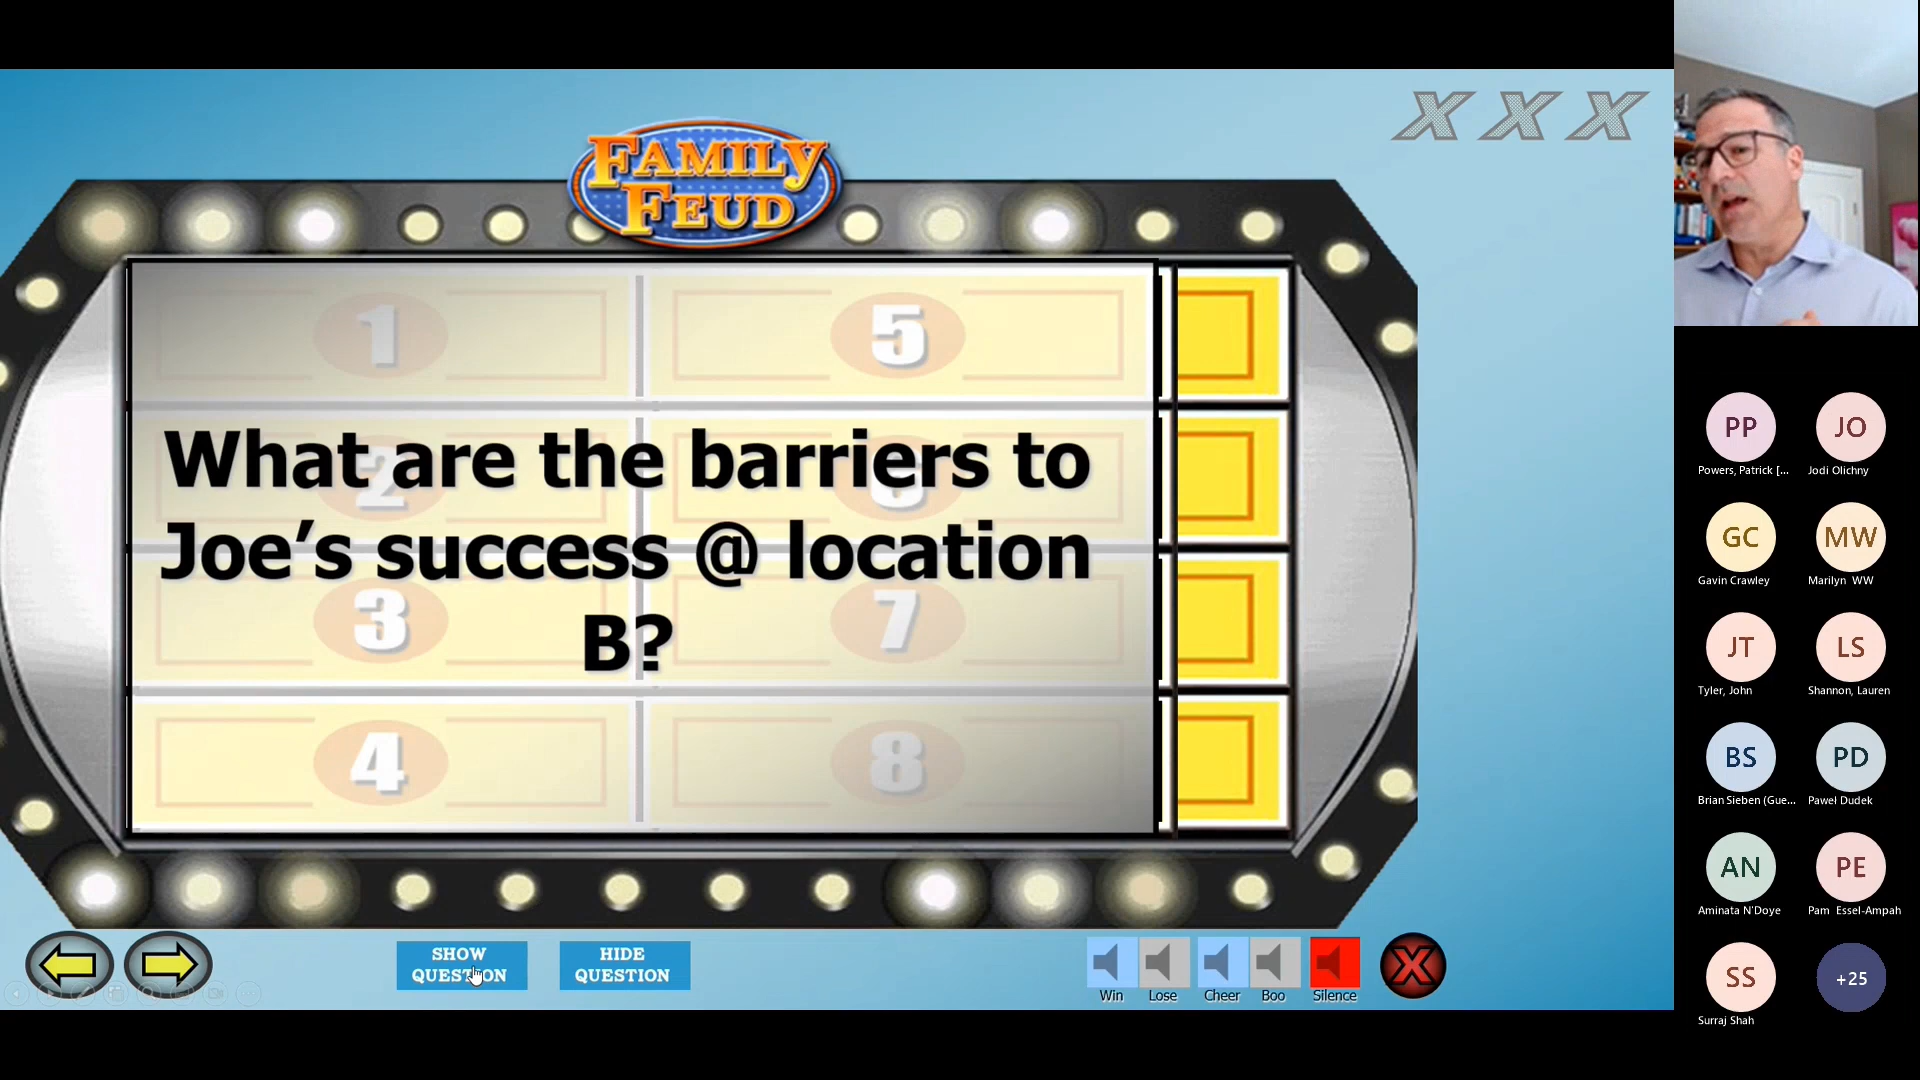 X X X
FAMILY
FEUD
1
5
2
6
3
7
4
8
What are the barriers to
Joe’s success @ location
B?
SHOW
QUESTION
HIDE
QUESTION
Win
Lose
Cheer
Boo
Silence
X
PP
JO
Powers, Patrick [...
Jodi Olichny
GC
MW
Gavin Crawley
Marilyn WW
JT
LS
Tyler, John
Shannon, Lauren
BS
PD
Brian Sieben (Gue...
Paweł Dudek
AN
PE
Aminata N'Doye
Pam Essel-Ampah
SS
+25
Surraj Shah